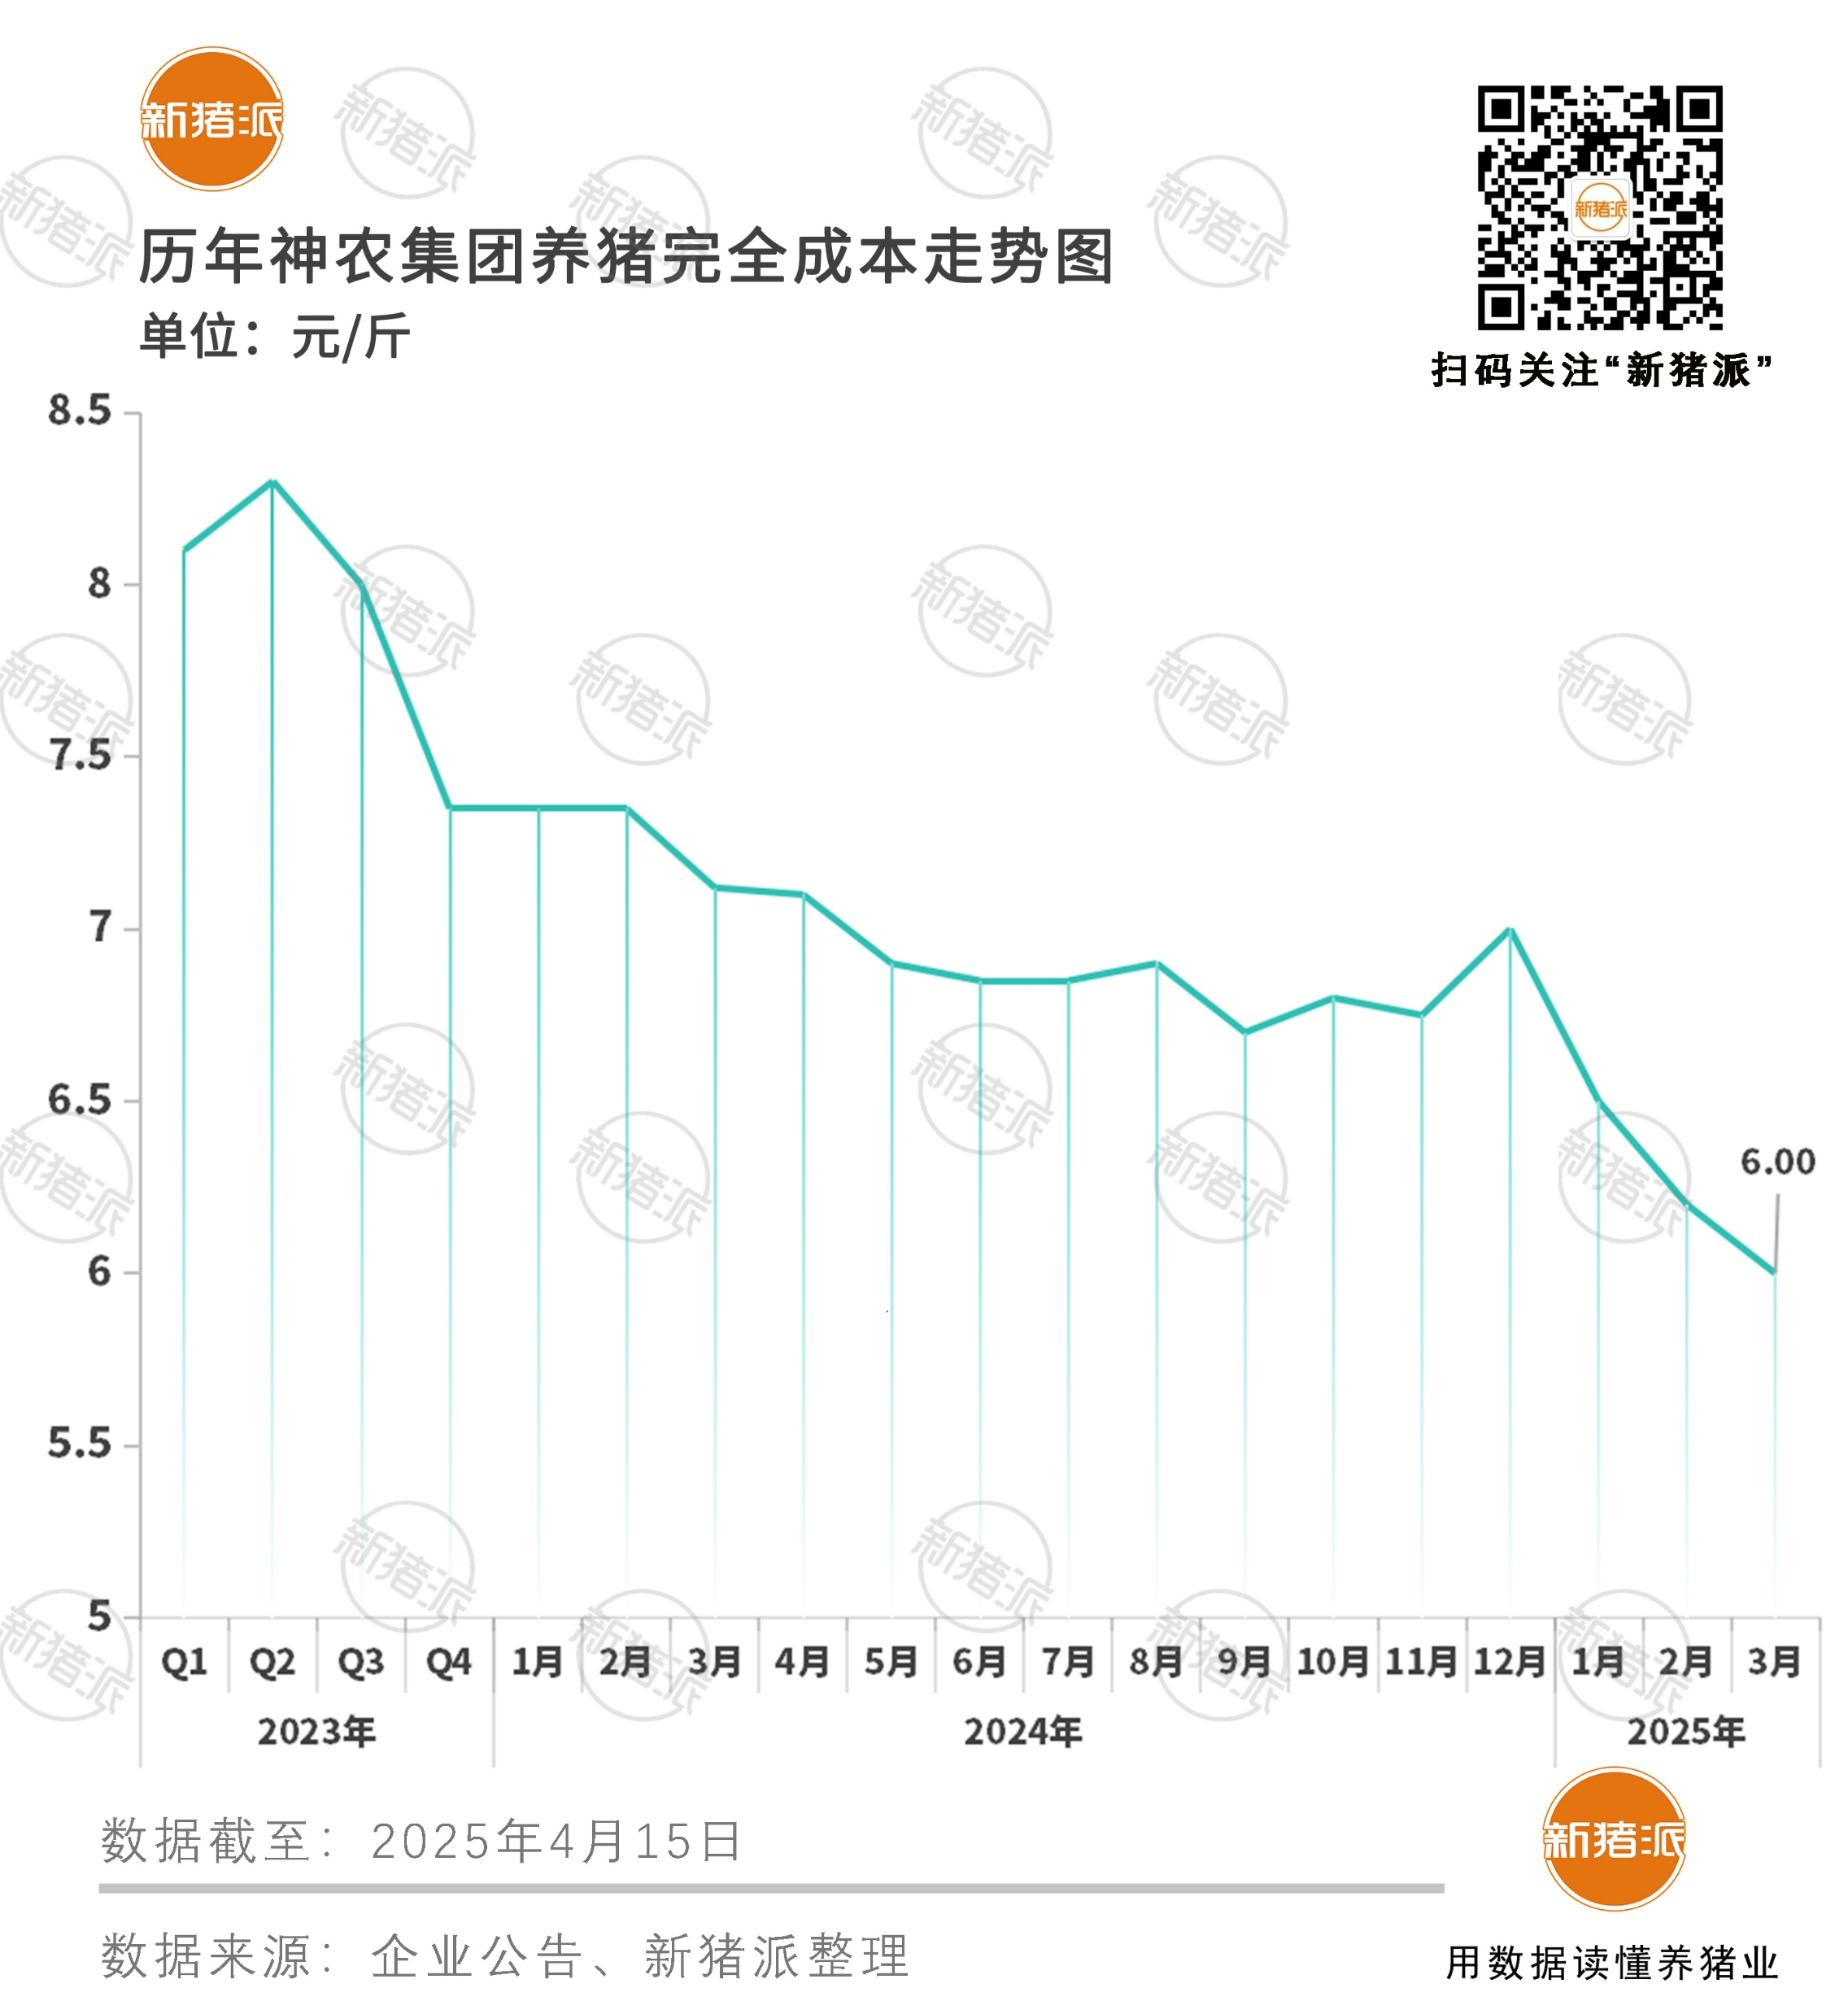 新猪派
历年神农集团养猪完全成本走势图
单位：元/斤
新猪派
扫码关注“新猪派”
8.5
8
7.5
7
6.5
6
5.5
5
6.00
Q1 Q2 Q3 Q4 1月 2月 3月 4月 5月 6月 7月 8月 9月 10月 11月 12月 1月 2月 3月
2023年 2024年 2025年
数据截至：2025年4月15日
数据来源：企业公告、新猪派整理
新猪派
用数据读懂养猪业